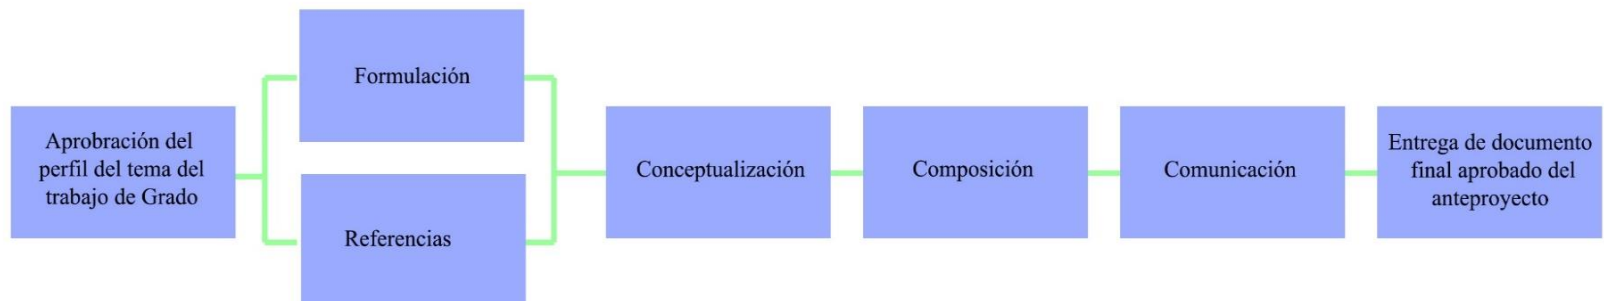 Aprobración del
perfil del tema del
trabajo de Grado
Formulación
Referencias
Conceptualización
Composición
Comunicación
Entrega de documento
final aprobado del
anteproyecto